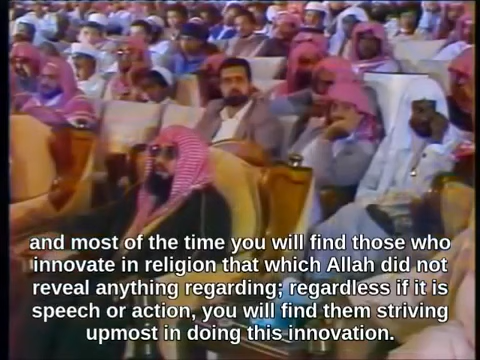 and most of the time you will find those who
innovate in religion that which Allah did not
reveal anything regarding; regardless if it is
speech or action, you will find them striving
upmost in doing this innovation.